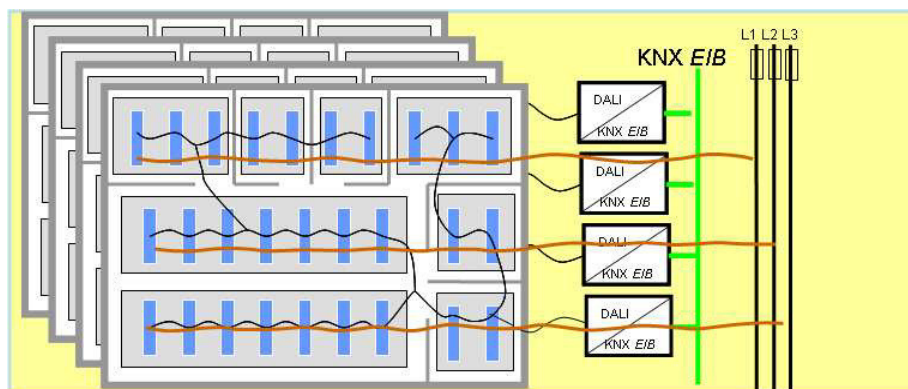 L1 L2 L3
KNX EIB
DALI
KNX EIB
DALI
KNX EIB
DALI
KNX EIB
DALI
KNX EIB